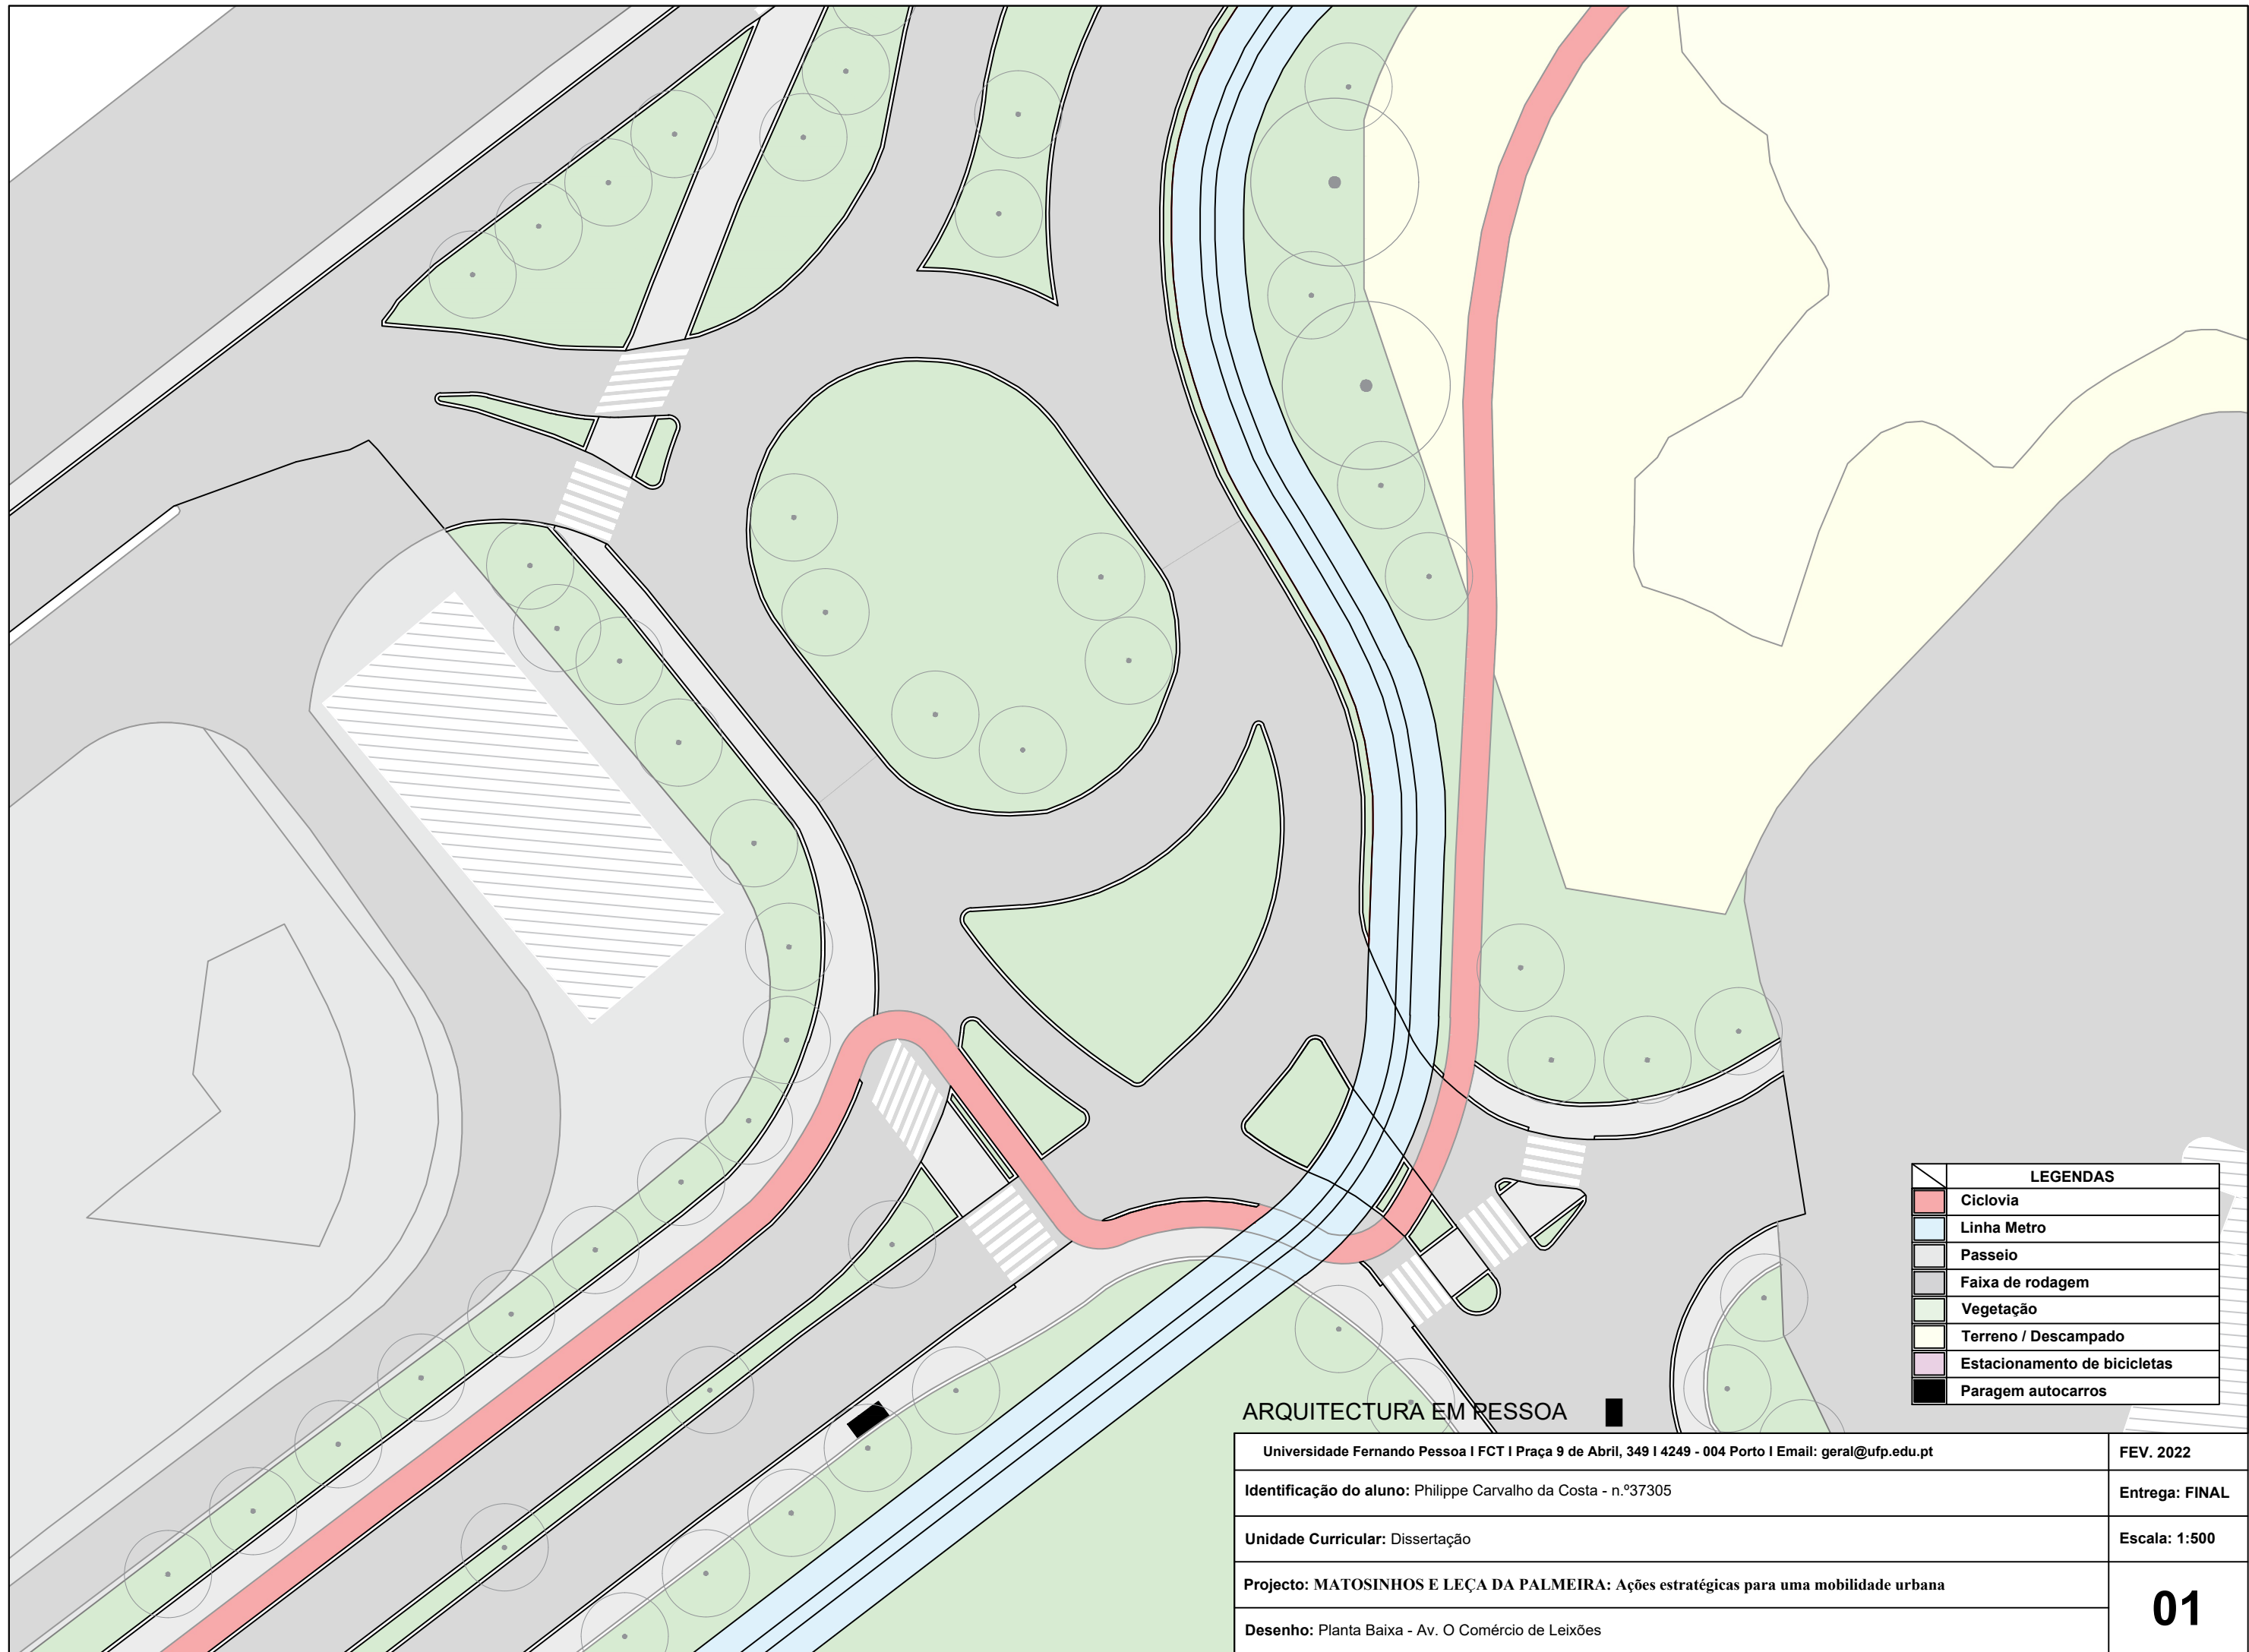 LEGENDAS
Ciclovia
Linha Metro
Passeio
Faixa de rodagem
Vegetação
Terreno / Descampado
Estacionamento de bicicletas
Paragem autocarros
ARQUITECTURA EM PESSOA
Universidade Fernando Pessoa I FCT I Praça 9 de Abril, 349 I 4249 - 004 Porto I Email: geral@ufp.edu.pt
FEV. 2022
Identificação do aluno: Philippe Carvalho da Costa - n.º37305
Entrega: FINAL
Unidade Curricular: Dissertação
Escala: 1:500
Projecto: MATOSINHOS E LEÇA DA PALMEIRA: Ações estratégicas para uma mobilidade urbana
01
Desenho: Planta Baixa - Av. O Comércio de Leixões